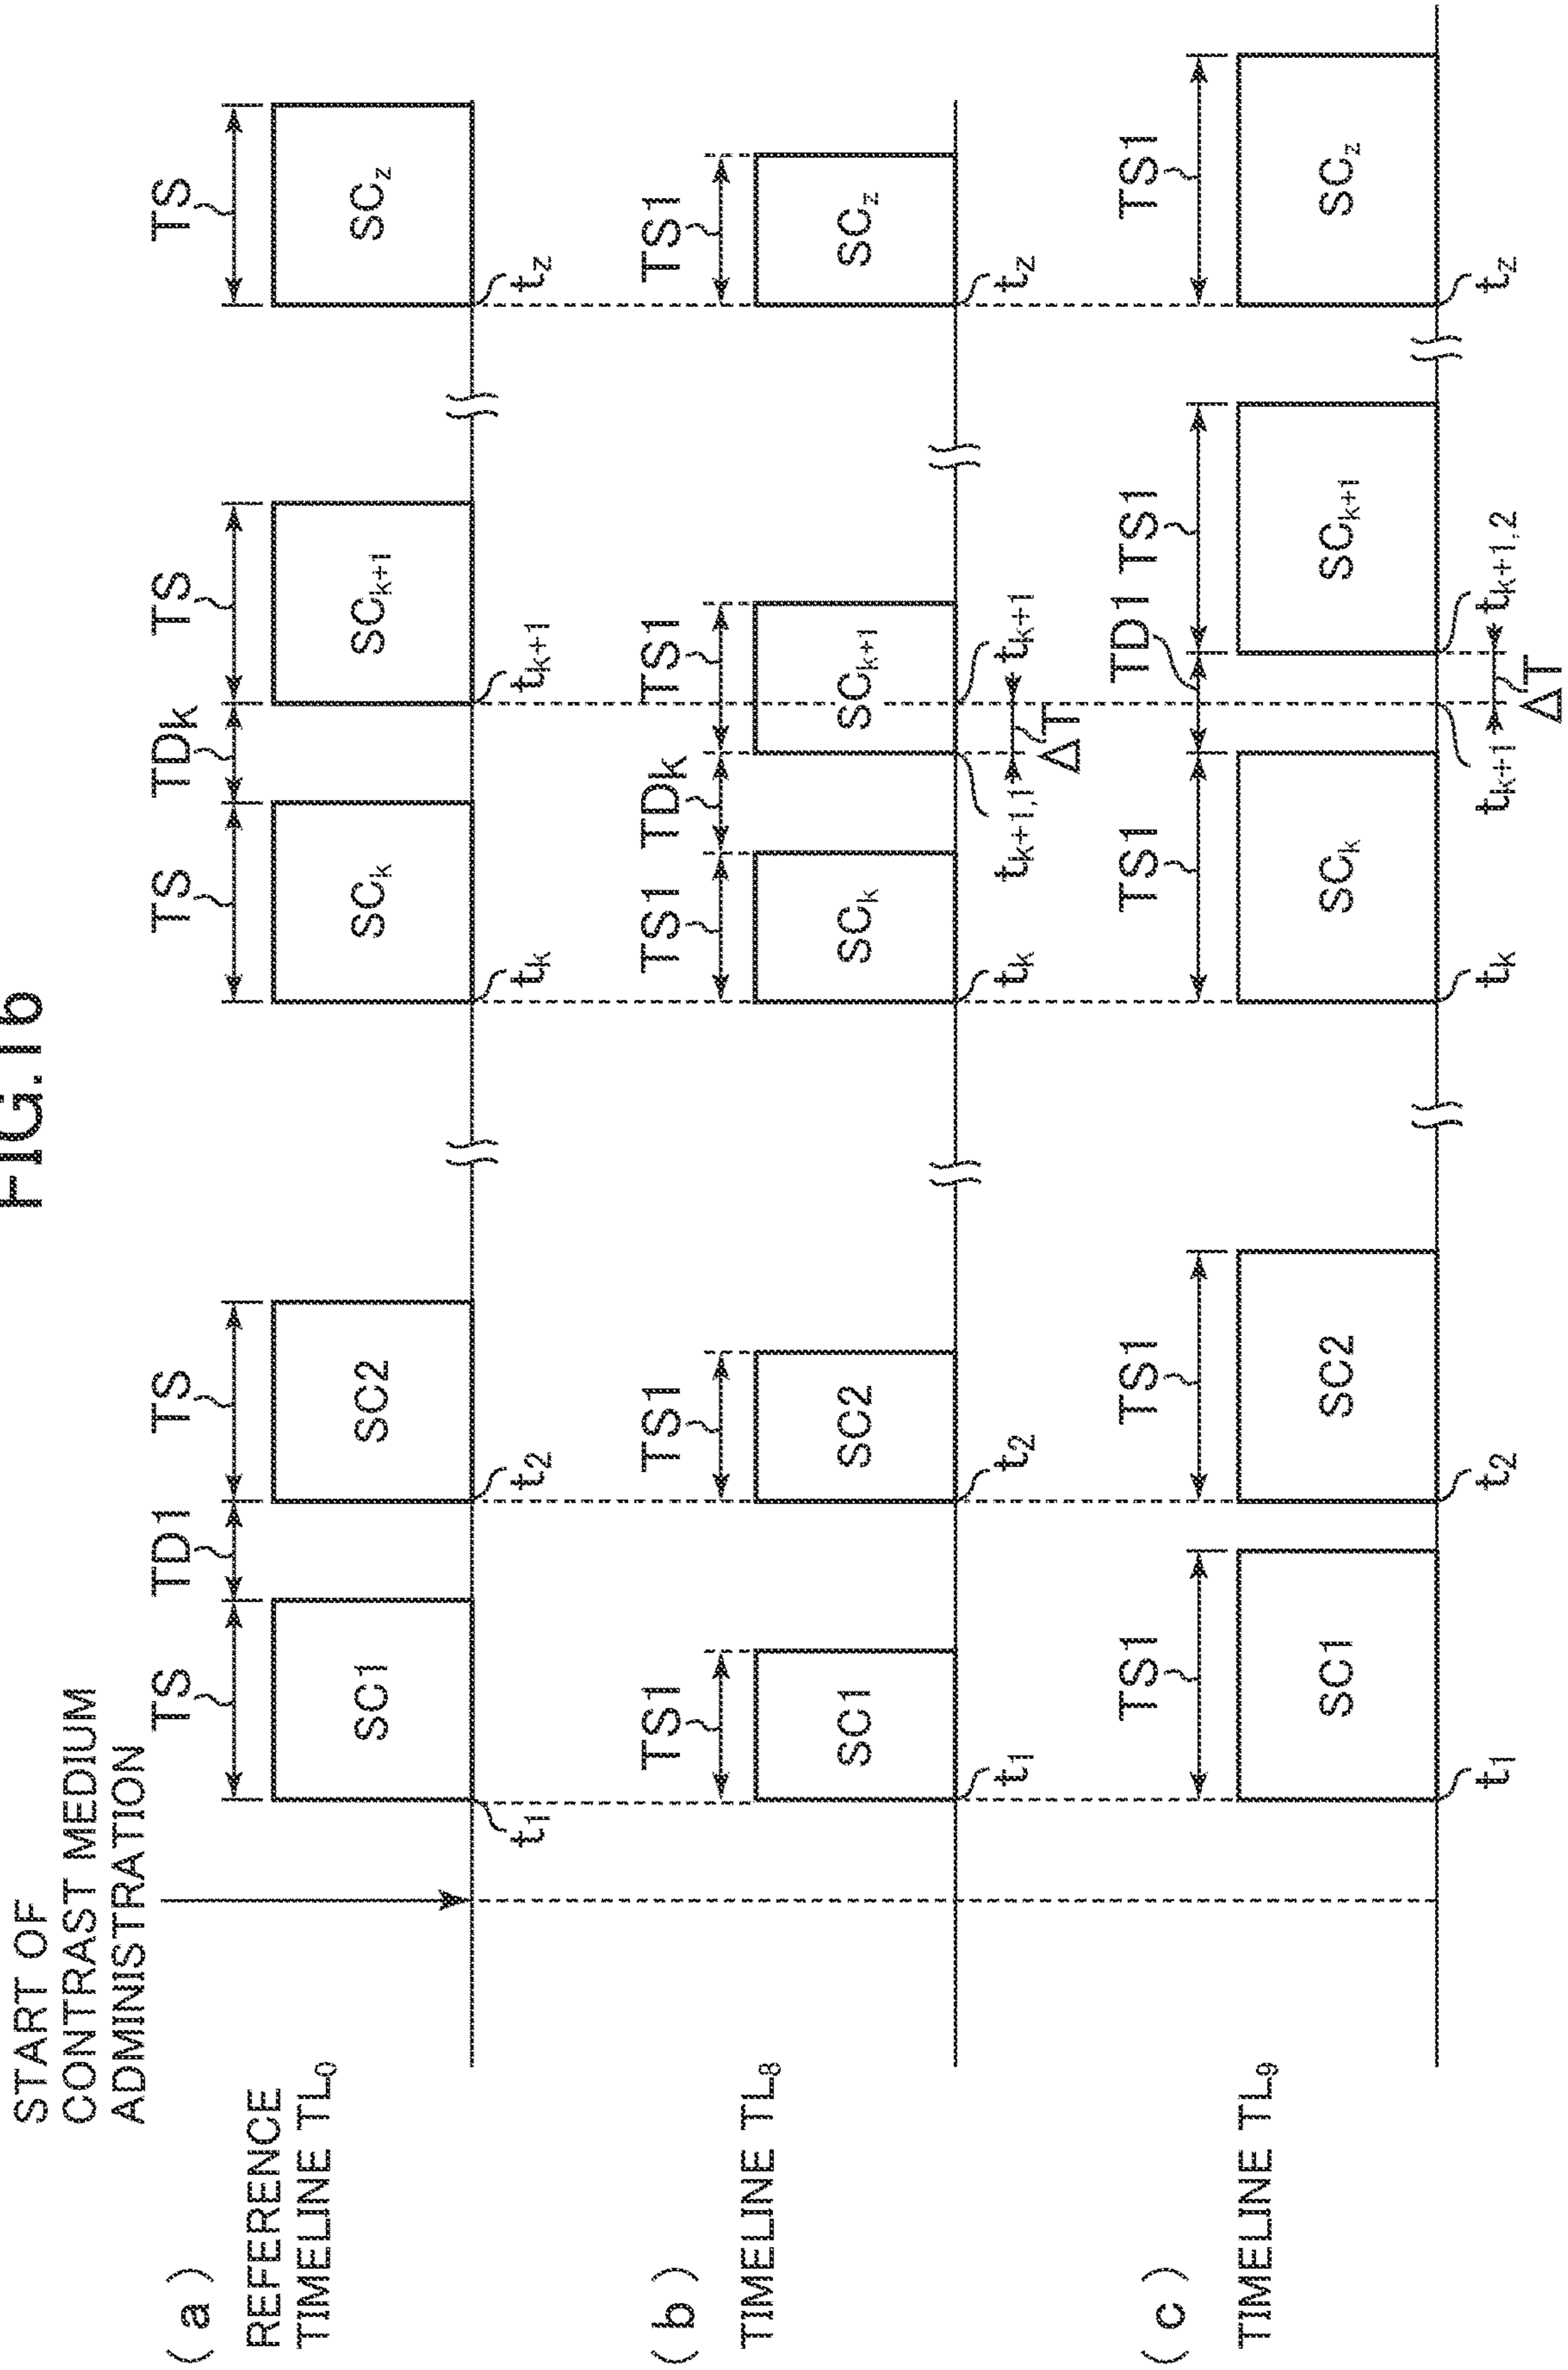 FIG.1b
START OF
CONTRAST MEDIUM
ADMINISTRATION
(a)
REFERENCE
TIMELINE TL0
TS TD1 TS TS TDk TS TS
SC1 SC2 SCk SCk+1 SCz
t1 t2 tk tk+1 tz
(b)
TIMELINE TL8
TS1 TS1 TS1 TDk TS1 TS1
SC1 SC2 SCk SCk+1 SCz
t1 t2 tk tk+1,1 tk+1 tz
ΔT
(c)
TIMELINE TL9
TS1 TS1 TS1 TD1 TS1 TS1
SC1 SC2 SCk SCk+1 SCz
t1 t2 tk tk+1 tk+1,2 tz
ΔT